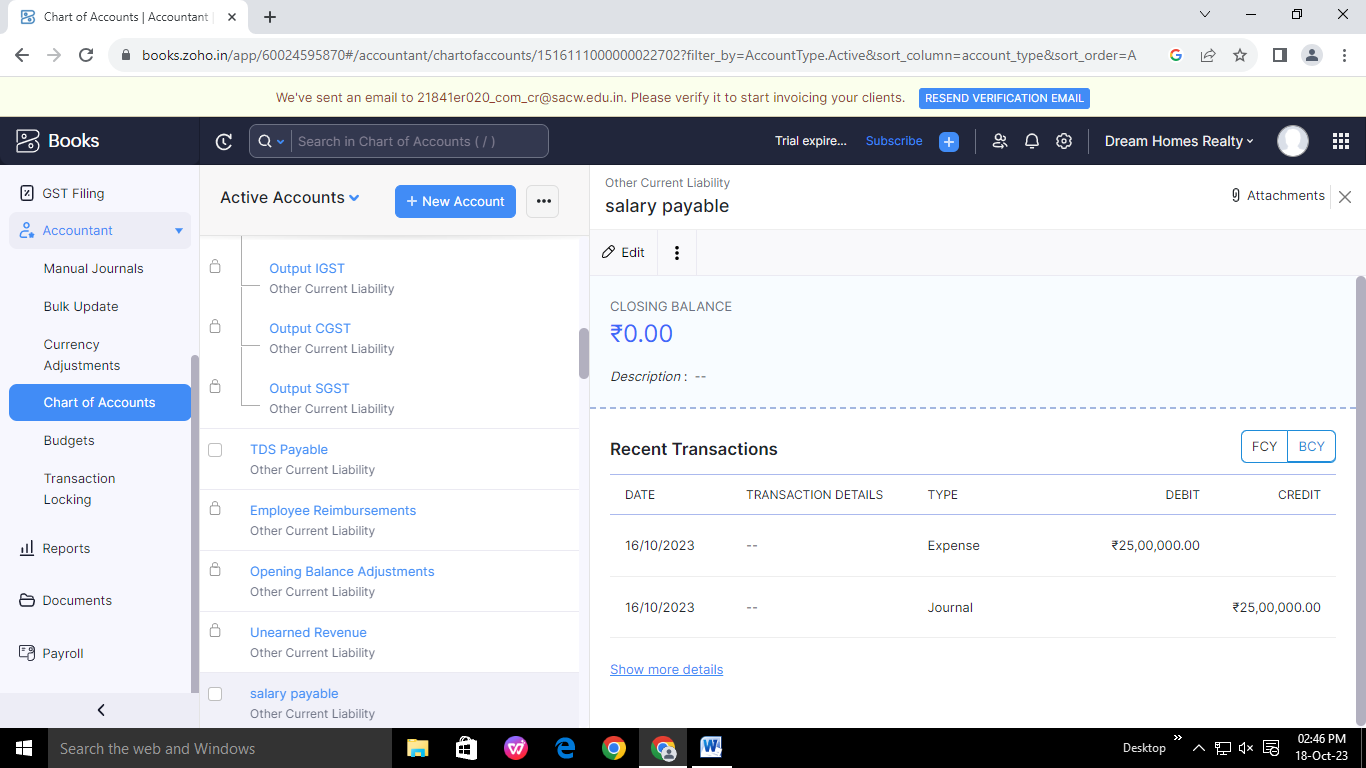 Chart of Accounts | Accountant |
books.zoho.in/app/60024595870#/accountant/chartofaccounts/1516111000000022702?filter_by=AccountType.Active&sort_column=account_type&sort_order=A
We've sent an email to 21841er020_com_cr@sacw.edu.in. Please verify it to start invoicing your clients. RESEND VERIFICATION EMAIL
Books
Search in Chart of Accounts ( / )
Trial expire... Subscribe
Dream Homes Realty
GST Filing
Accountant
Manual Journals
Bulk Update
Currency
Adjustments
Chart of Accounts
Budgets
Transaction
Locking
Reports
Documents
Payroll
Active Accounts
+ New Account
Output IGST
Other Current Liability
Output CGST
Other Current Liability
Output SGST
Other Current Liability
TDS Payable
Other Current Liability
Employee Reimbursements
Other Current Liability
Opening Balance Adjustments
Other Current Liability
Unearned Revenue
Other Current Liability
salary payable
Other Current Liability
Other Current Liability
salary payable
Attachments
Edit
CLOSING BALANCE
₹0.00
Description : --
Recent Transactions
FCY BCY
DATE TRANSACTION DETAILS TYPE DEBIT CREDIT
16/10/2023 -- Expense ₹25,00,000.00
16/10/2023 -- Journal ₹25,00,000.00
Show more details
Search the web and Windows
Desktop
02:46 PM
18-Oct-23